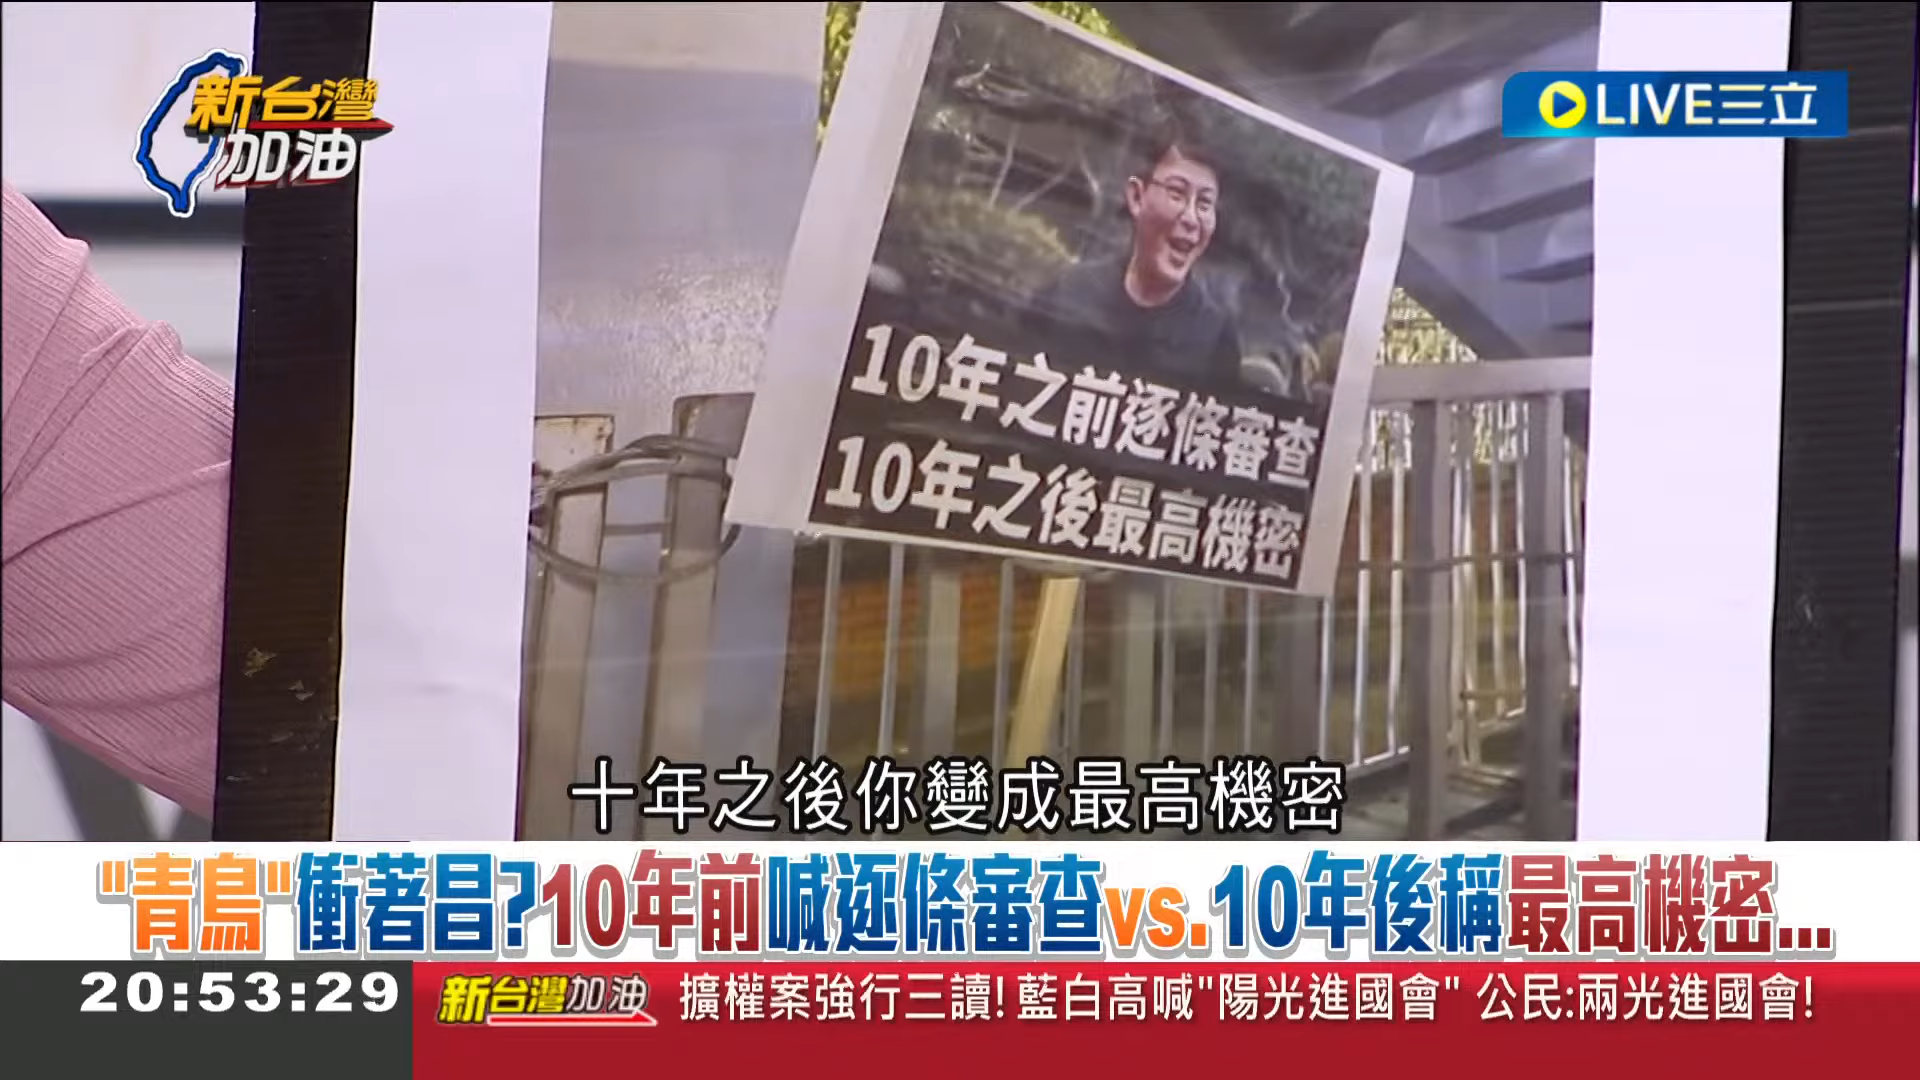 新台灣
加油
LIVE三立
10年之前逐條審查
10年之後最高機密
十年之後你變成最高機密
"青鳥"衝著昌?10年前喊逐條審查vs.10年後稱最高機密...
20:53:29
新台灣加油
擴權案強行三讀!藍白高喊"陽光進國會" 公民:兩光進國會!